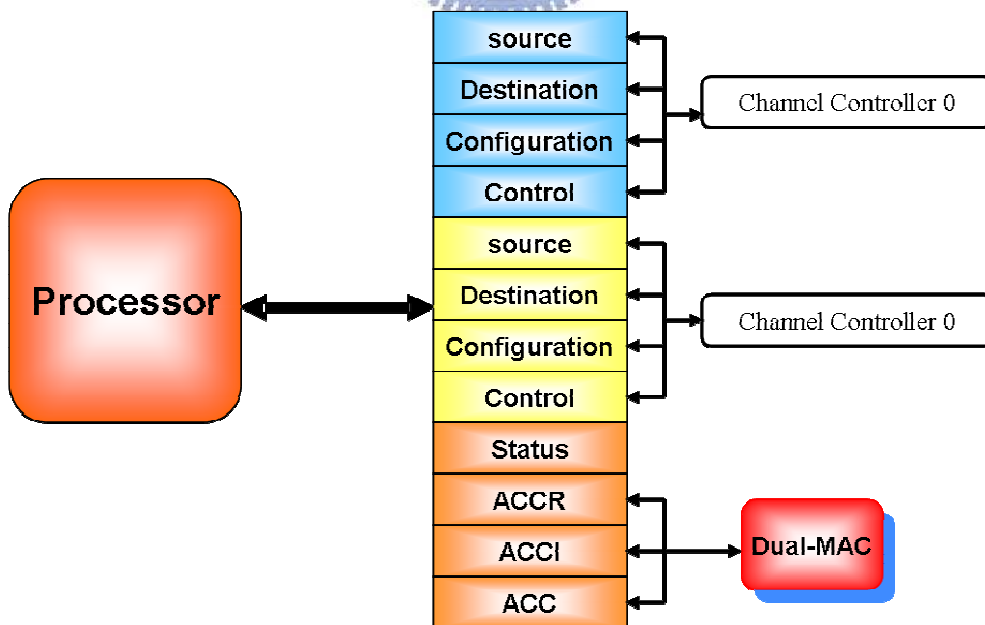 source
Destination
Configuration
Control
Channel Controller 0
Processor
source
Destination
Configuration
Control
Channel Controller 0
Status
ACCR
ACCI
ACC
Dual-MAC